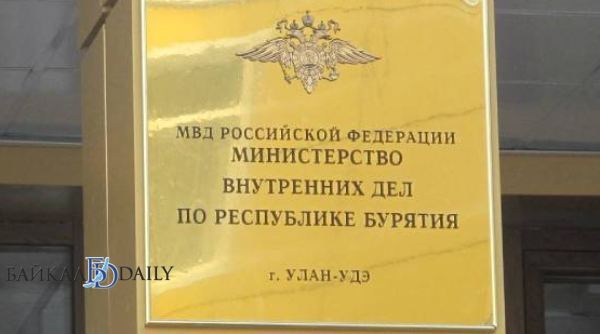 МВД РОССИЙСКОЙ ФЕДЕРАЦИИ
МИНИСТЕРСТВО
ВНУТРЕННИХ ДЕЛ
ПО РЕСПУБЛИКЕ БУРЯТИЯ
г. УЛАН-УДЭ
БАЙКАЛ DAILY